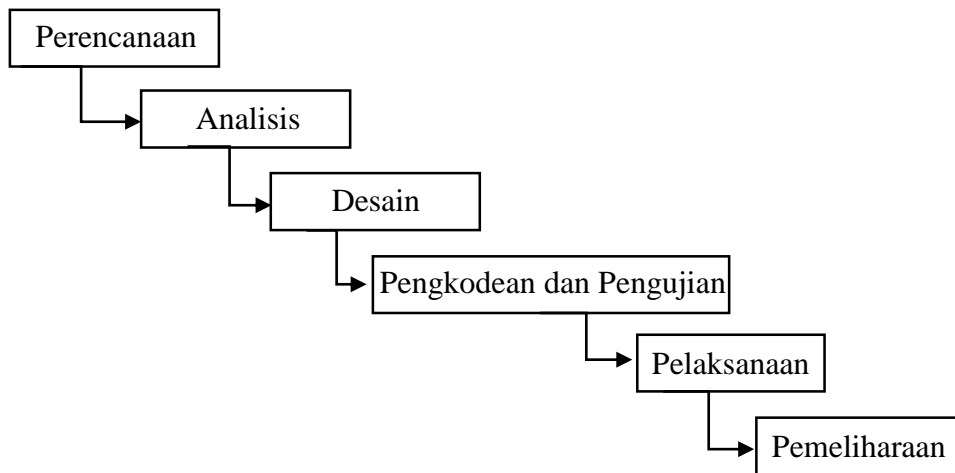 Perencanaan
Analisis
Desain
Pengkodean dan Pengujian
Pelaksanaan
Pemeliharaan